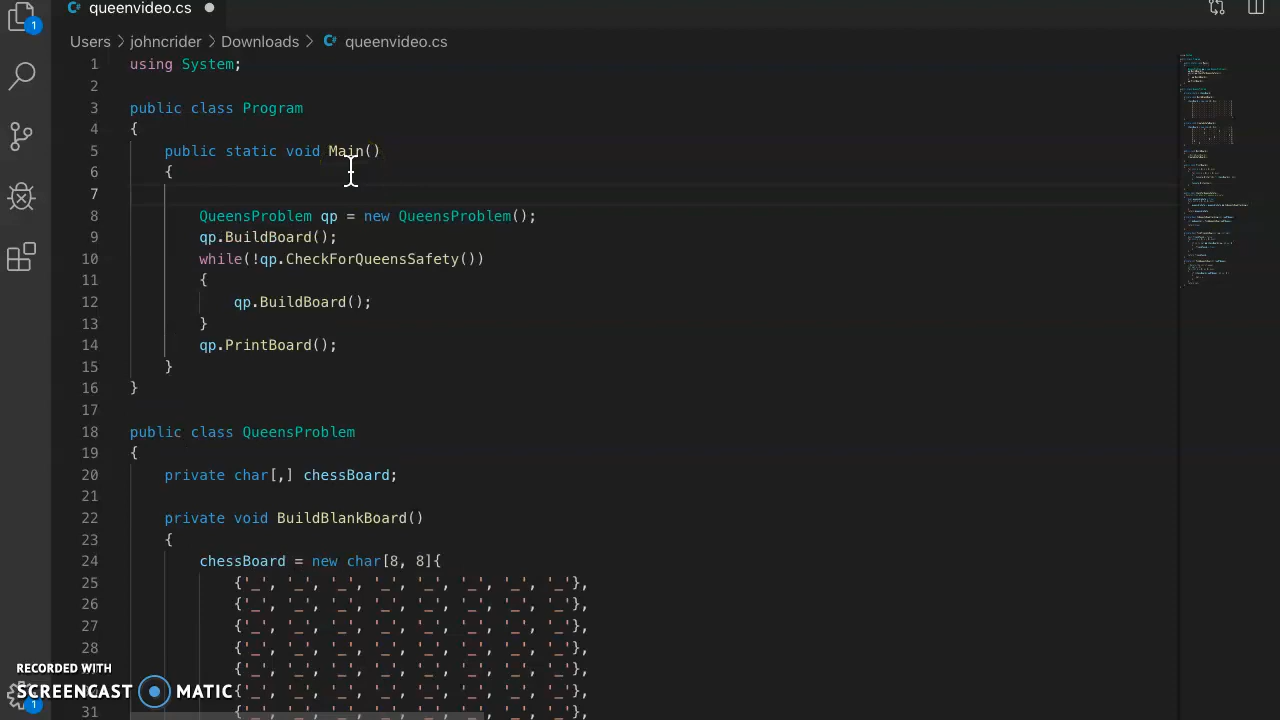 queenvideo.cs
1
Users > johncrider > Downloads > queenvideo.cs
1 using System;
2
3 public class Program
4 {
5 public static void Main()
6 {
7
8 QueensProblem qp = new QueensProblem();
9 qp.BuildBoard();
10 while(!qp.CheckForQueensSafety())
11 {
12 qp.BuildBoard();
13 }
14 qp.PrintBoard();
15 }
16 }
17
18 public class QueensProblem
19 {
20 private char[,] chessBoard;
21
22 private void BuildBlankBoard()
23 {
24 chessBoard = new char[8, 8]{
25 {'_', '_', '_', '_', '_', '_', '_', '_'},
26 {'_', '_', '_', '_', '_', '_', '_', '_'},
27 {'_', '_', '_', '_', '_', '_', '_', '_'},
28 {'_', '_', '_', '_', '_', '_', '_', '_'},
{'_', '_', '_', '_', '_', '_', '_', '_'},
{'_', '_', '_', '_', '_', '_', '_', '_'},
31 {'_', '_', '_', '_', '_', '_', '_', '_'},
RECORDED WITH
SCREENCAST MATIC
1